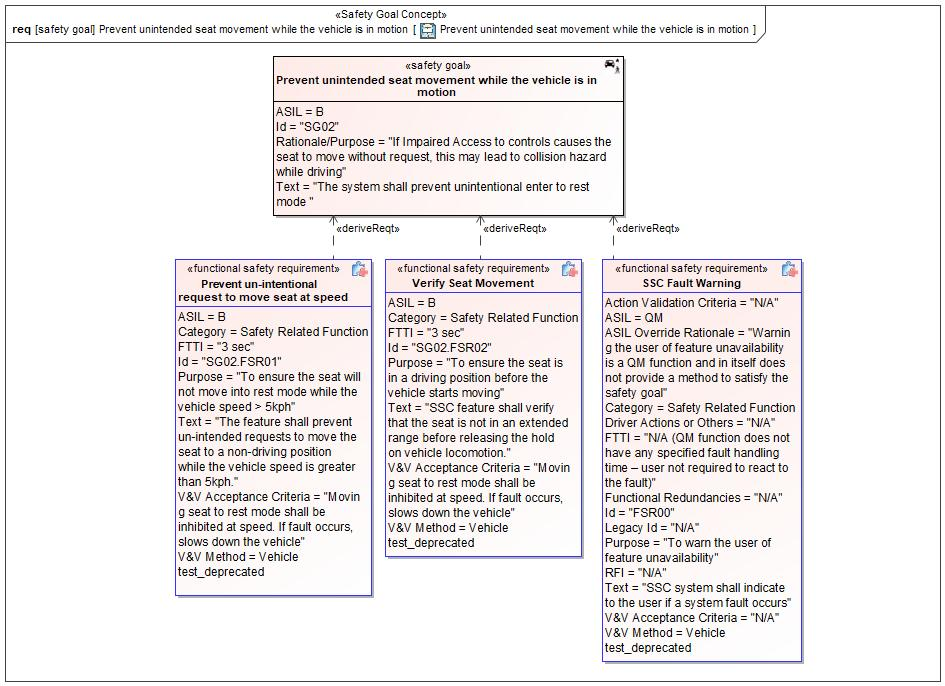 «Safety Goal Concept»
req [safety goal] Prevent unintended seat movement while the vehicle is in motion [ Prevent unintended seat movement while the vehicle is in motion ]
«safety goal»
Prevent unintended seat movement while the vehicle is in
motion
ASIL = B
Id = "SG02"
Rationale/Purpose = "If Impaired Access to controls causes the
seat to move without request, this may lead to collision hazard
while driving"
Text = "The system shall prevent unintentional enter to rest
mode "
«deriveReqt»
«deriveReqt»
«deriveReqt»
«functional safety requirement»
Prevent un-intentional
request to move seat at speed
ASIL = B
Category = Safety Related Function
FTTI = "3 sec"
Id = "SG02.FSR01"
Purpose = "To ensure the seat will
not move into rest mode while the
vehicle speed > 5kph"
Text = "The feature shall prevent
un-intended requests to move the
seat to a non-driving position
while the vehicle speed is greater
than 5kph."
V&V Acceptance Criteria = "Movin
g seat to rest mode shall be
inhibited at speed. If fault occurs,
slows down the vehicle"
V&V Method = Vehicle
test_deprecated
«functional safety requirement»
Verify Seat Movement
ASIL = B
Category = Safety Related Function
FTTI = "3 sec"
Id = "SG02.FSR02"
Purpose = "To ensure the seat is
in a driving position before the
vehicle starts moving"
Text = "SSC feature shall verify
that the seat is not in an extended
range before releasing the hold
on vehicle locomotion."
V&V Acceptance Criteria = "Movin
g seat to rest mode shall be
inhibited at speed. If fault occurs,
slows down the vehicle"
V&V Method = Vehicle
test_deprecated
«functional safety requirement»
SSC Fault Warning
Action Validation Criteria = "N/A"
ASIL = QM
ASIL Override Rationale = "Warnin
g the user of feature unavailability
is a QM function and in itself does
not provide a method to satisfy the
safety goal"
Category = Safety Related Function
Driver Actions or Others = "N/A"
FTTI = "N/A (QM function does not
have any specified fault handling
time – user not required to react to
the fault)"
Functional Redundancies = "N/A"
Id = "FSR00"
Legacy Id = "N/A"
Purpose = "To warn the user of
feature unavailability"
RFI = "N/A"
Text = "SSC system shall indicate
to the user if a system fault occurs"
V&V Acceptance Criteria = "N/A"
V&V Method = Vehicle
test_deprecated